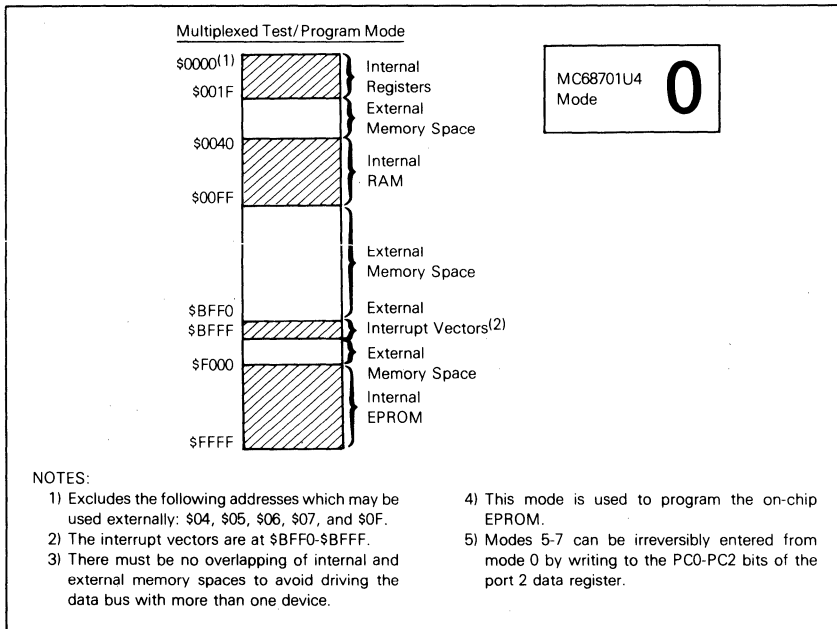 Multiplexed Test/Program Mode
$0000(1)
$001F
Internal
Registers
External
Memory Space
$0040
Internal
RAM
$00FF
External
Memory Space
$BFF0
External
$BFFF
Interrupt Vectors(2)
External
$F000
Memory Space
Internal
EPROM
$FFFF
MC68701U4
Mode
0
NOTES:
1) Excludes the following addresses which may be
used externally: $04, $05, $06, $07, and $0F.
2) The interrupt vectors are at $BFF0-$BFFF.
3) There must be no overlapping of internal and
external memory spaces to avoid driving the
data bus with more than one device.
4) This mode is used to program the on-chip
EPROM.
5) Modes 5-7 can be irreversibly entered from
mode 0 by writing to the PC0-PC2 bits of the
port 2 data register.